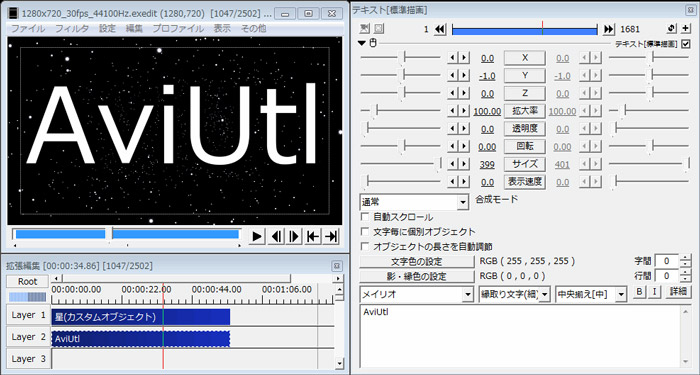 1280x720_30fps_44100Hz.exedit (1280,720) [1047/2502]
ファイル フィルタ 設定 編集 プロファイル 表示 その他
AviUtl
拡張編集 [00:00:34.86] [1047/2502]
Root
00:00:00.00 00:00:22.00 00:00:44.00 00:01:06.00
Layer 1 星(カスタムオブジェクト)
Layer 2 AviUtl
Layer 3
テキスト[標準描画]
1 1681
テキスト[標準描画]
0.0 X 0.0
-1.0 Y -1.0
0.0 Z 0.0
100.00 拡大率 100.00
0.0 透明度 0.0
0.00 回転 0.00
399 サイズ 401
0.0 表示速度 0.0
通常 合成モード
自動スクロール
文字毎に個別オブジェクト
オブジェクトの長さを自動調節
文字色の設定 RGB ( 255 , 255 , 255 ) 字間 0
影・縁色の設定 RGB ( 0 , 0 , 0 ) 行間 0
メイリオ 縁取り文字(細) 中央揃え[中] B I 詳細
AviUtl